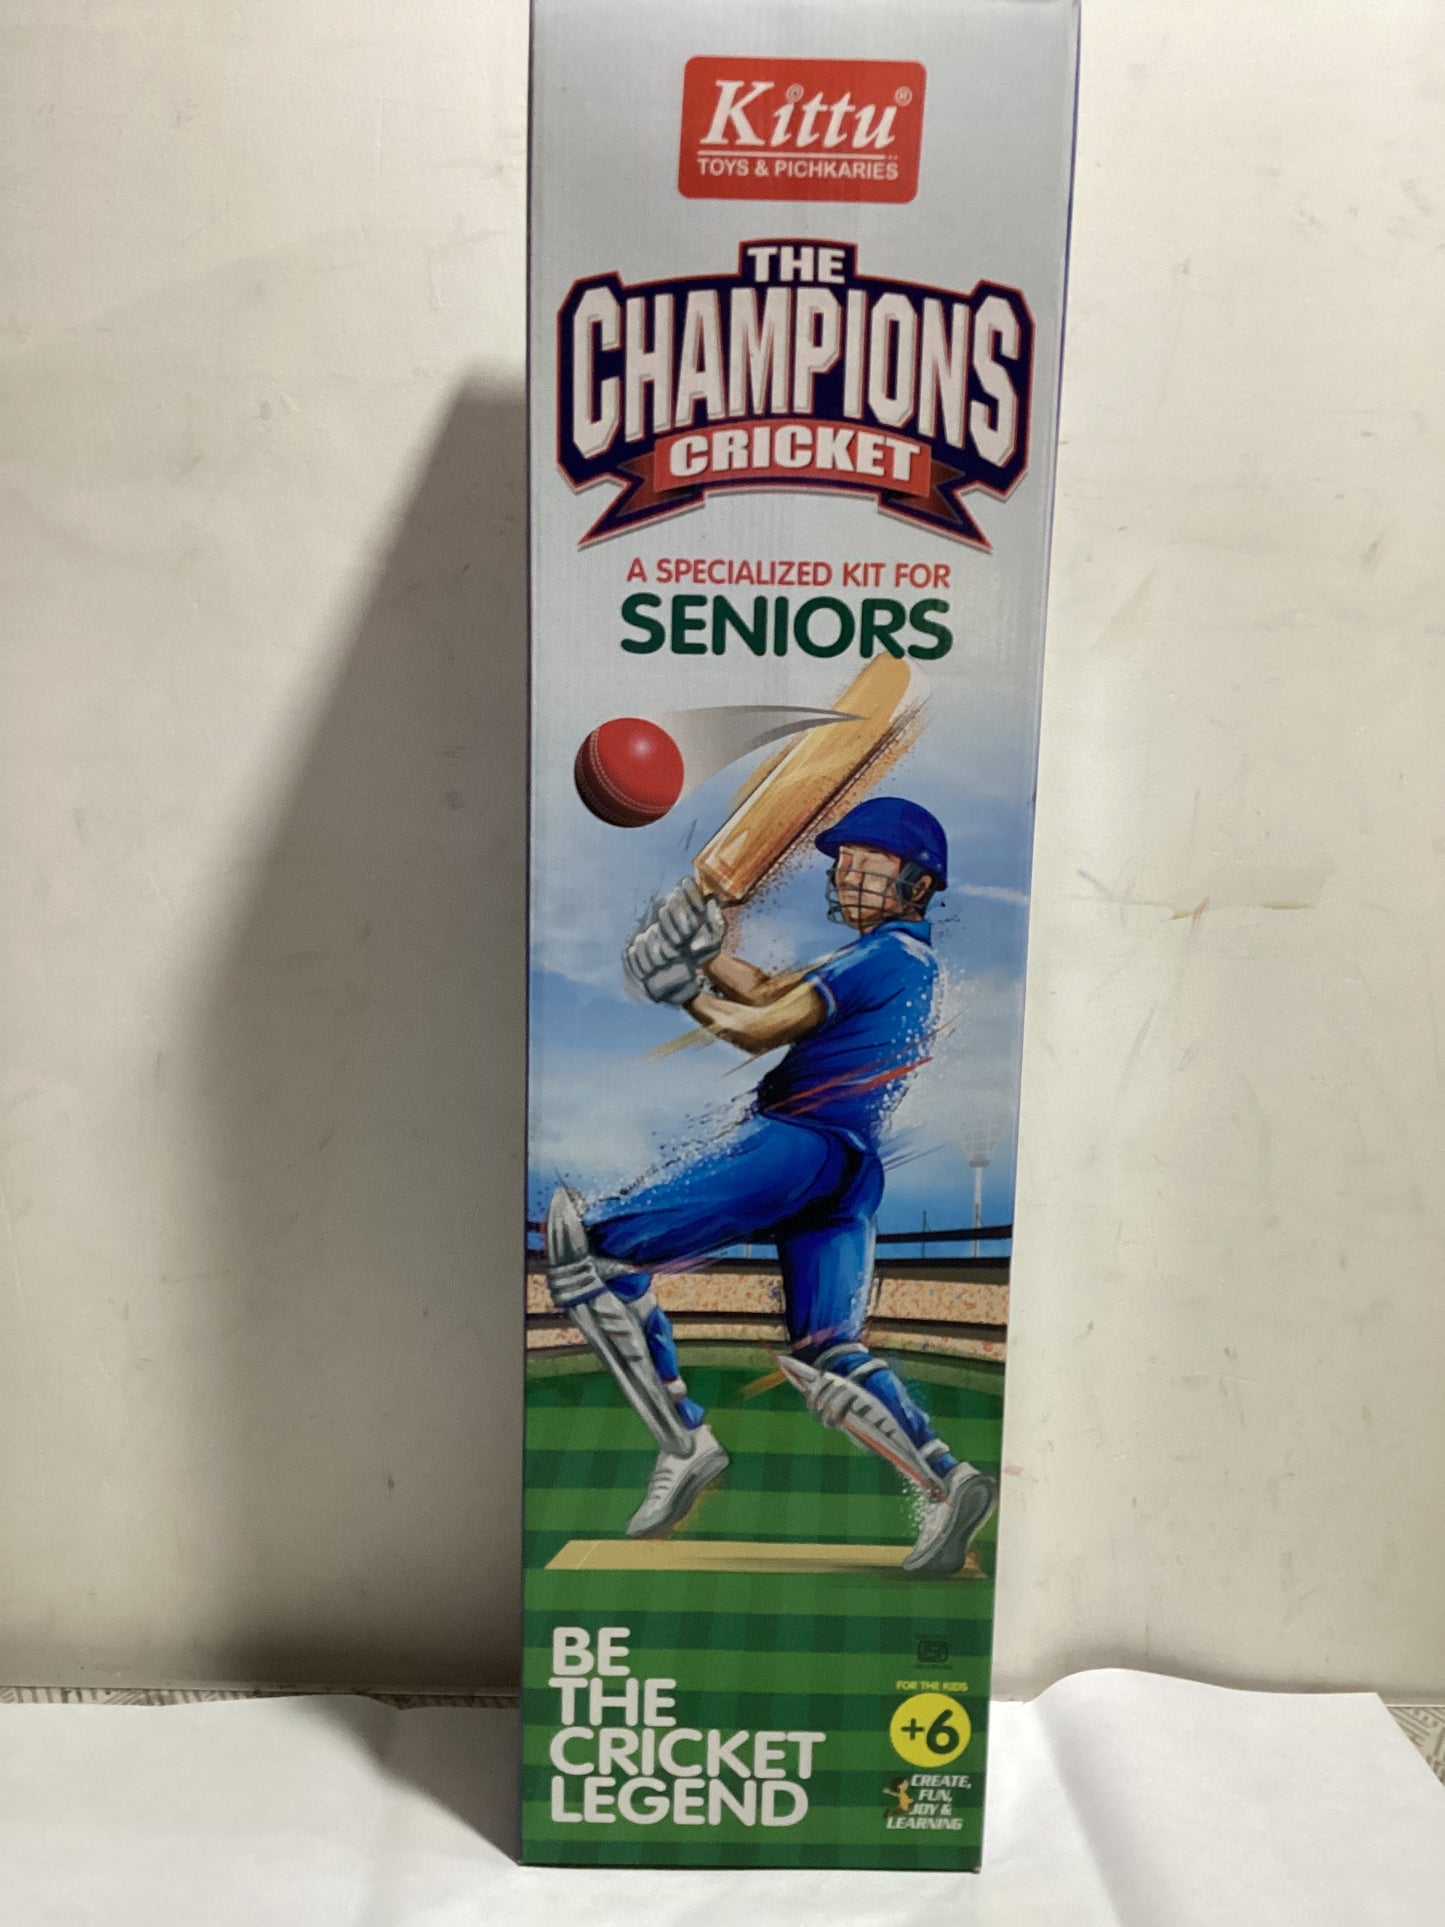 Kittu®
TOYS & PICHKARIES
THE
CHAMPIONS
CRICKET
A SPECIALIZED KIT FOR
SENIORS
BE
THE
CRICKET
LEGEND
FOR THE KIDS
+6
CREATE,
FUN,
JOY &
LEARNING